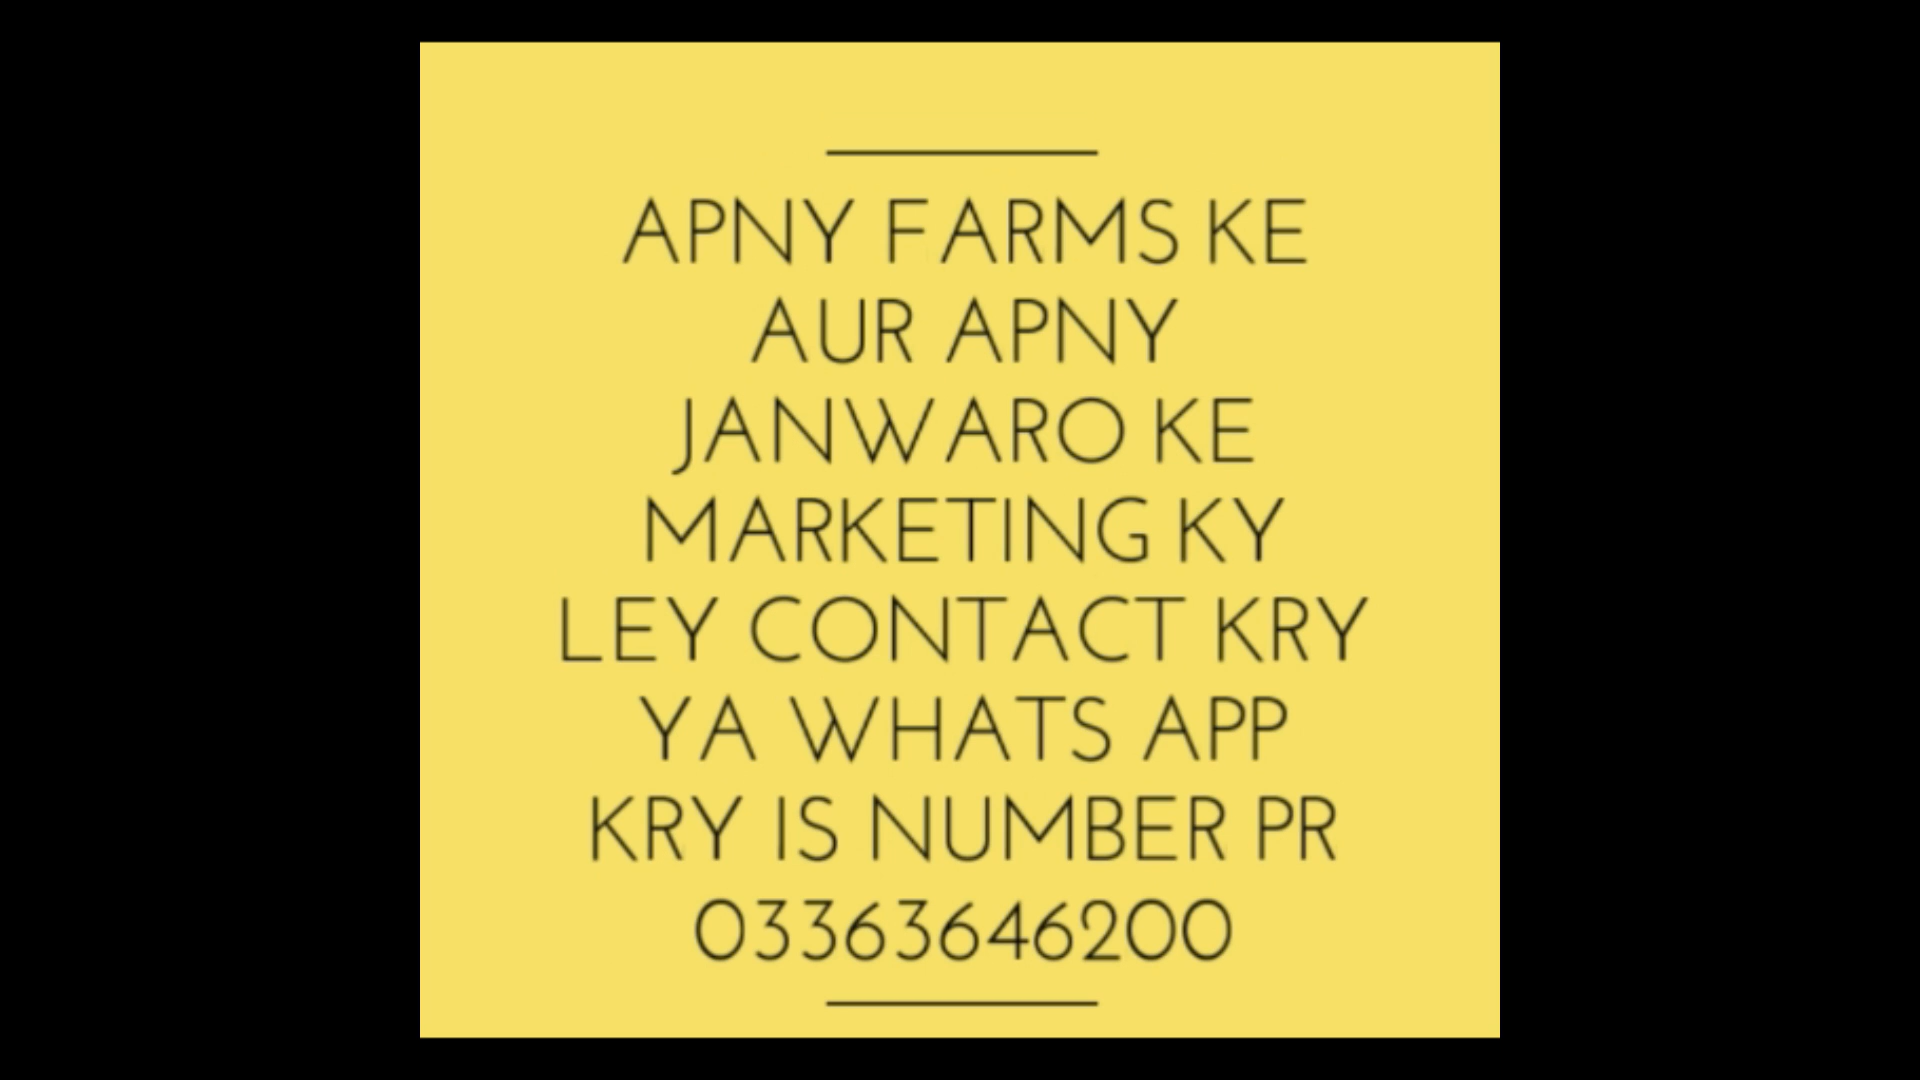 APNY FARMS KE
AUR APNY
JANWARO KE
MARKETING KY
LEY CONTACT KRY
YA WHATS APP
KRY IS NUMBER PR
03363646200